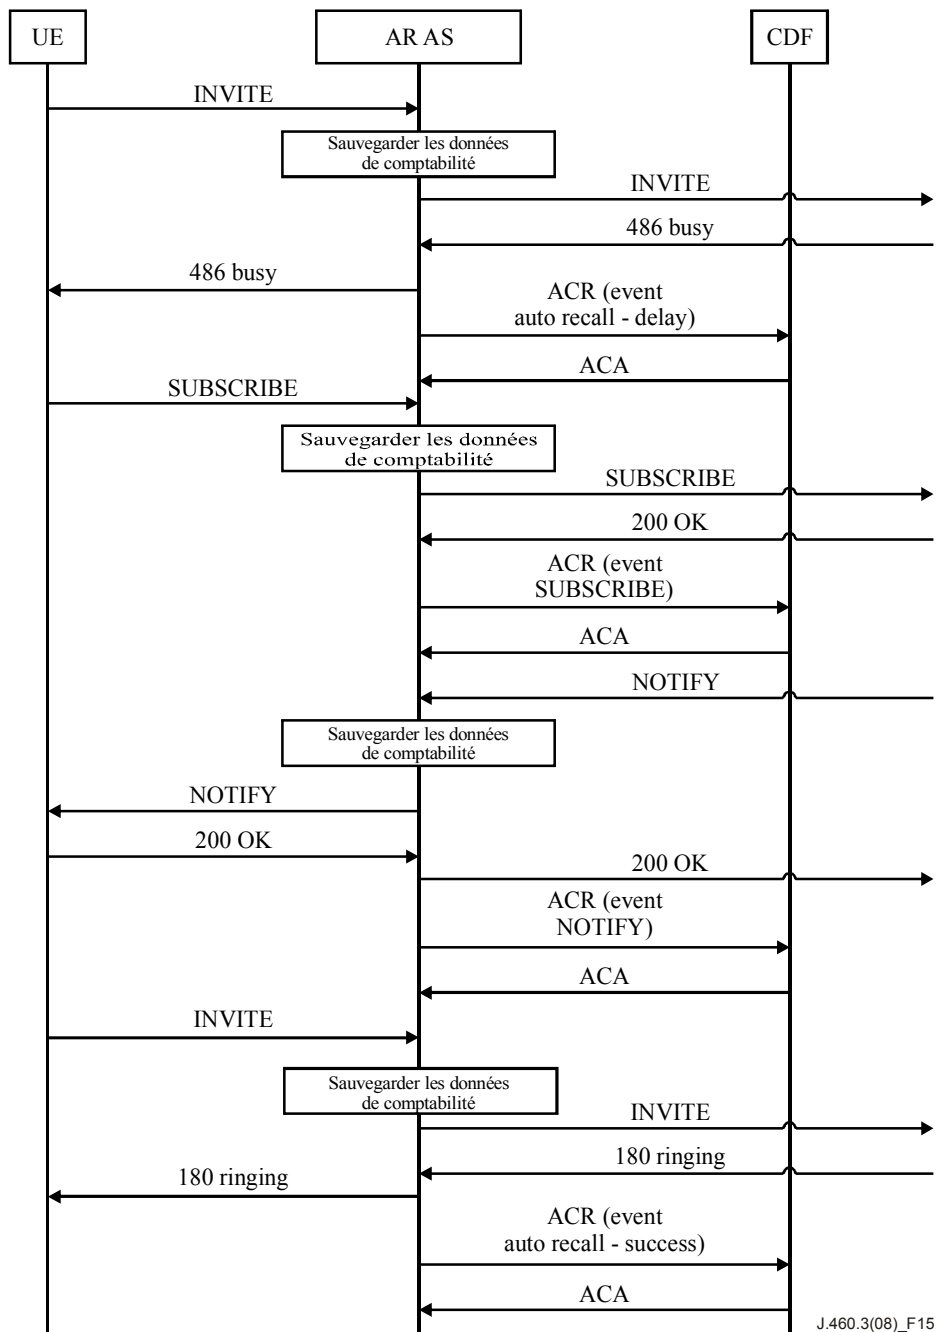 UE
AR AS
CDF
INVITE
Sauvegarder les données
de comptabilité
INVITE
486 busy
486 busy
ACR (event
auto recall - delay)
ACA
SUBSCRIBE
Sauvegarder les données
de comptabilité
SUBSCRIBE
200 OK
ACR (event
SUBSCRIBE)
ACA
NOTIFY
Sauvegarder les données
de comptabilité
NOTIFY
200 OK
200 OK
ACR (event
NOTIFY)
ACA
INVITE
Sauvegarder les données
de comptabilité
INVITE
180 ringing
180 ringing
ACR (event
auto recall - success)
ACA
J.460.3(08)_F15